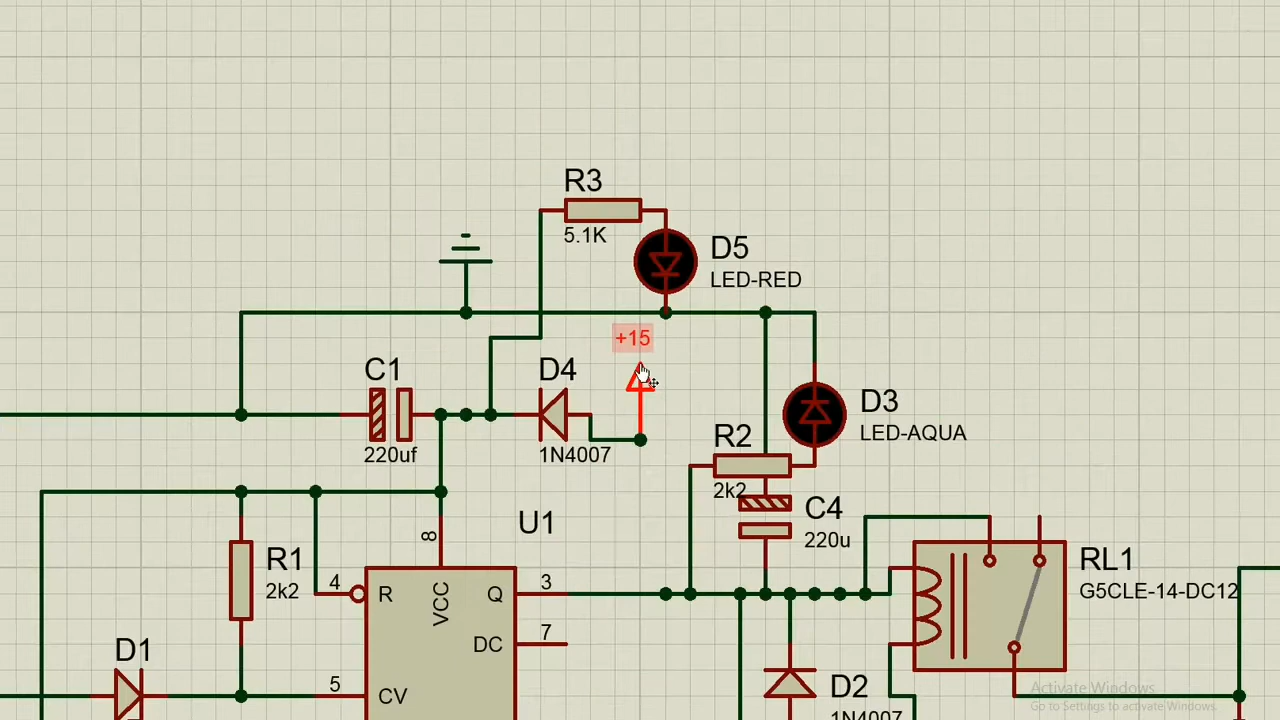 R3
5.1K
D5
LED-RED
+15
C1
220uf
D4
1N4007
D3
LED-AQUA
R2
2k2
C4
220u
U1
8
R1
2k2
4
R
VCC
Q
3
DC
7
RL1
G5CLE-14-DC12
D1
5
CV
D2
1N4007
Activate Windows
Go to Settings to activate Windows.